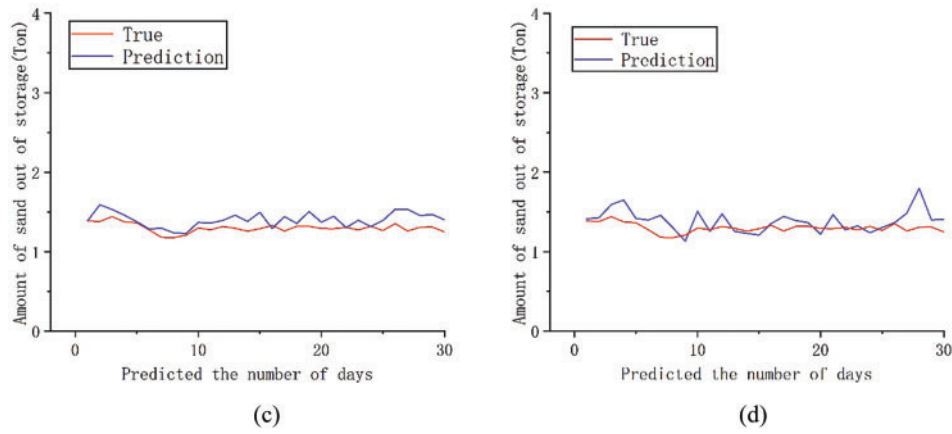 4
3
2
1
0
Amount of sand out of storage(Ton)
True
Prediction
0 10 20 30
Predicted the number of days
(c)
4
3
2
1
0
Amount of sand out of storage(Ton)
True
Prediction
0 10 20 30
Predicted the number of days
(d)